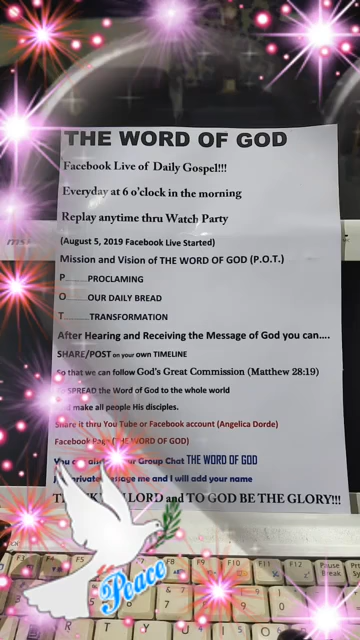 THE WORD OF GOD
Facebook Live of Daily Gospel!!!
Everyday at 6 o'clock in the morning
Replay anytime thru Watch Party
(August 5, 2019 Facebook Live Started)
Mission and Vision of THE WORD OF GOD (P.O.T.)
P.......... PROCLAMING
O.......... OUR DAILY BREAD
T............TRANSFORMATION
After Hearing and Receiving the Message of God you can....
SHARE/POST on your own TIMELINE
So that we can follow God's Great Commission (Matthew 28:19)
SPREAD the Word of God to the whole world
make all people His disciples.
Share it thru You Tube or Facebook account (Angelica Dorde)
Facebook Page (THE WORD OF GOD)
You Group Chat THE WORD OF GOD
me and I will add your name
LORD and TO GOD BE THE GLORY!!!
Peace
F3
F7
F8
F9
F10
F11
F12
Pause
Break